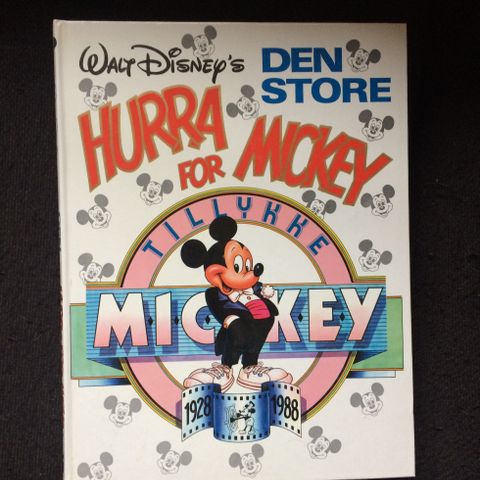 WALT DISNEY'S
DEN
STORE
HURRA
FOR MICKEY
TILLYKKE
MICKEY
1928 1988